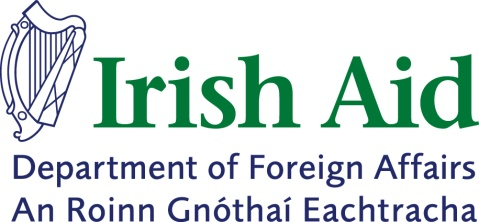 Irish Aid
Department of Foreign Affairs
An Roinn Gnóthaí Eachtracha